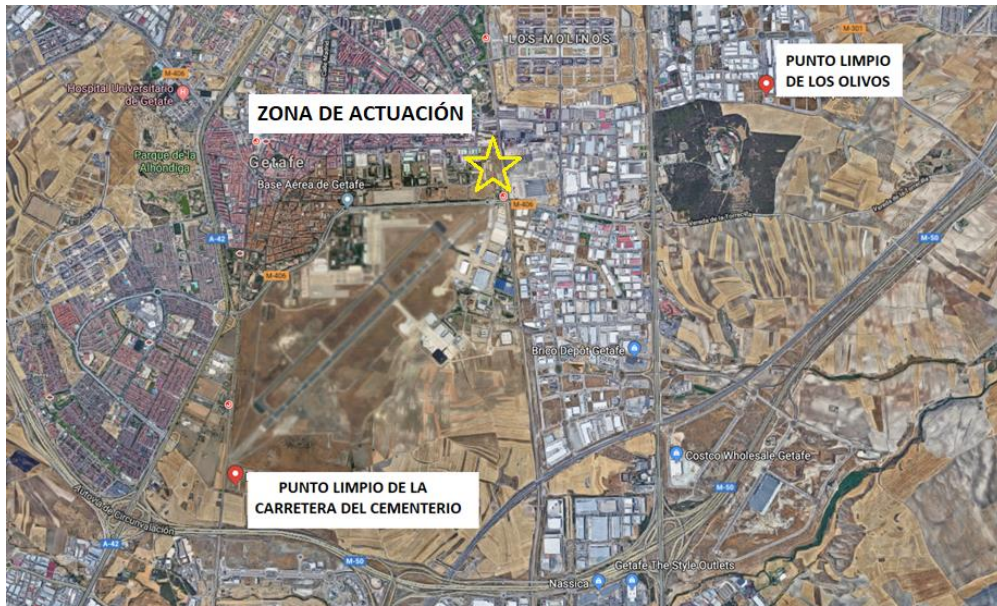 LOS MOLINOS
M-301
PUNTO LIMPIO
DE LOS OLIVOS
M-406
M-406
Hospital Universitario
de Getafe
ZONA DE ACTUACIÓN
Parque de la
Alhóndiga
Getafe
Base Aérea de Getafe
M-406
A-42
M-50
M-406
Brico Depôt Getafe
Costco Wholesale Getafe
M-50
PUNTO LIMPIO DE LA
CARRETERA DEL CEMENTERIO
Autovía de Circunvalación
A-42
M-50
Getafe The Style Outlets
Nassica